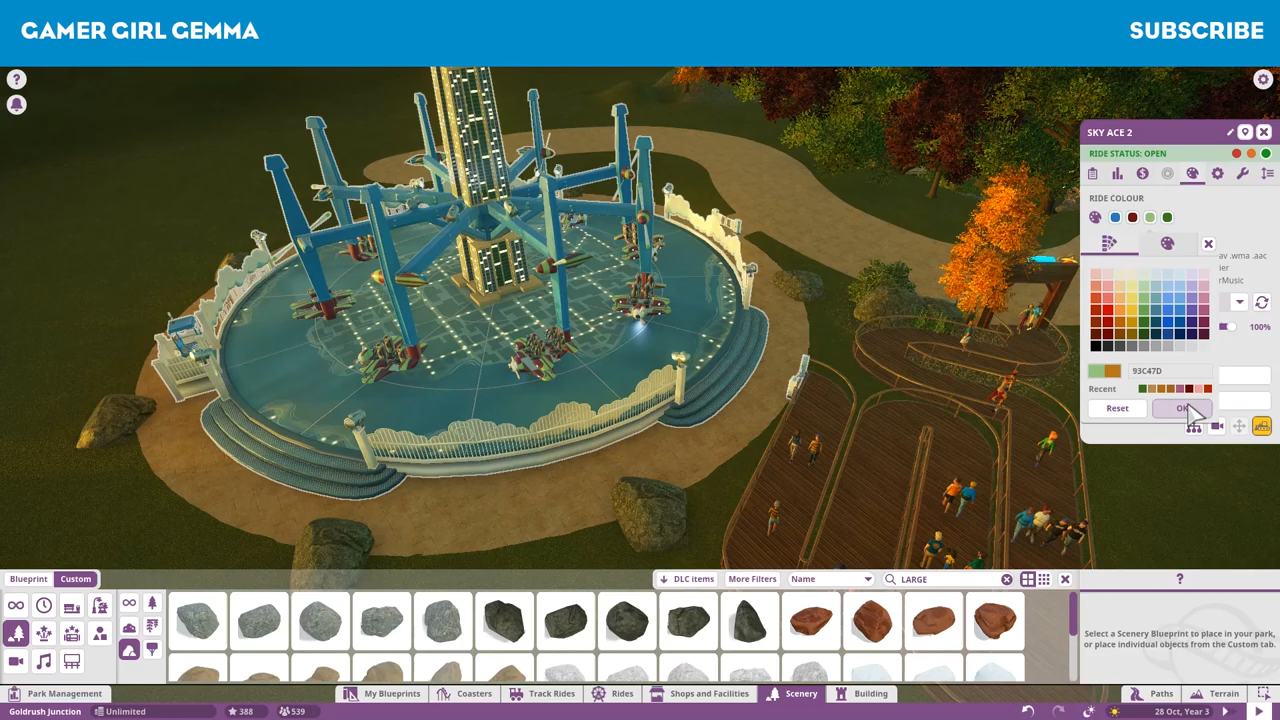 GAMER GIRL GEMMA
SUBSCRIBE
SKY ACE 2
RIDE STATUS: OPEN
RIDE COLOUR
av .wma .aac
ier
rMusic
100%
93C47D
Recent
Reset
OK
Blueprint
Custom
DLC items
More Filters
Name
LARGE
?
Select a Scenery Blueprint to place in your park,
or place individual objects from the Custom tab.
Park Management
My Blueprints
Coasters
Track Rides
Rides
Shops and Facilities
Scenery
Building
Paths
Terrain
Goldrush Junction
Unlimited
388
539
28 Oct, Year 3